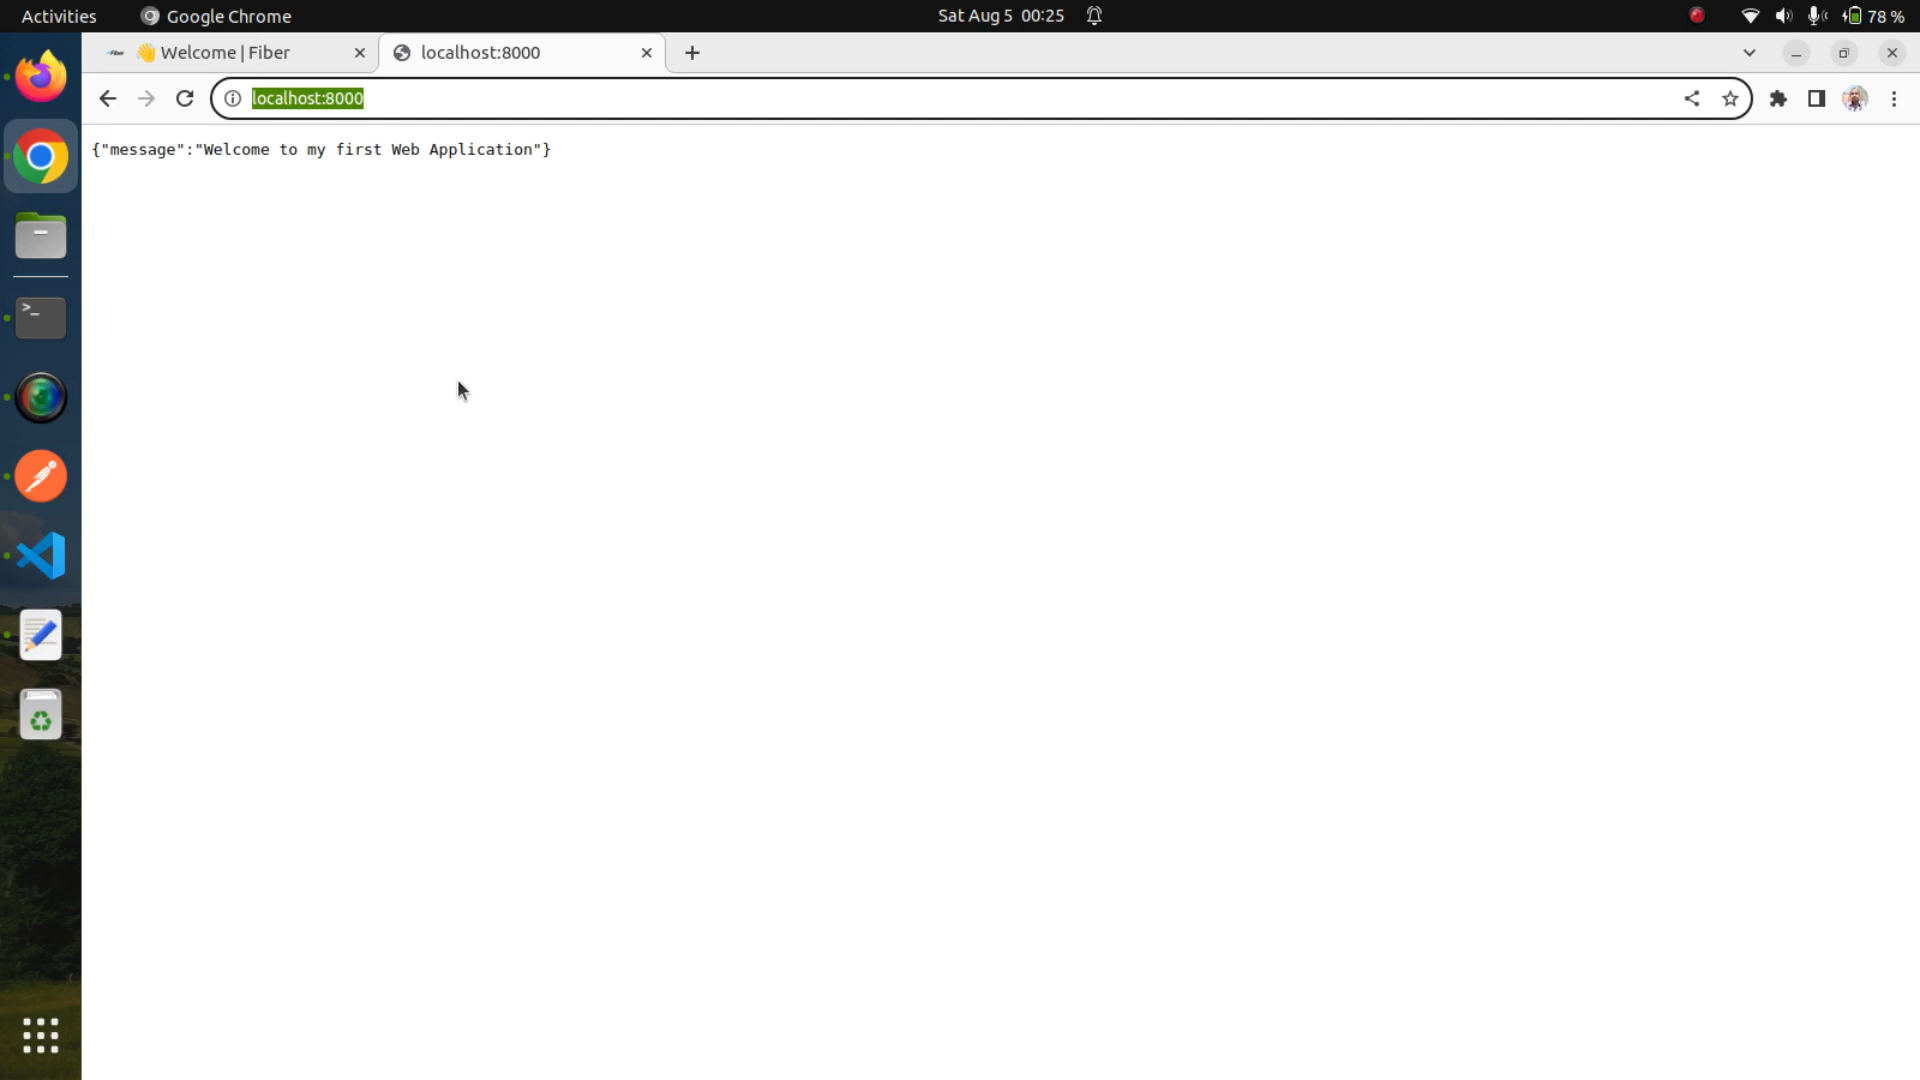 Activities Google Chrome Sat Aug 5 00:25 78 %
Fiber 👋 Welcome | Fiber localhost:8000
localhost:8000
{"message":"Welcome to my first Web Application"}
>_